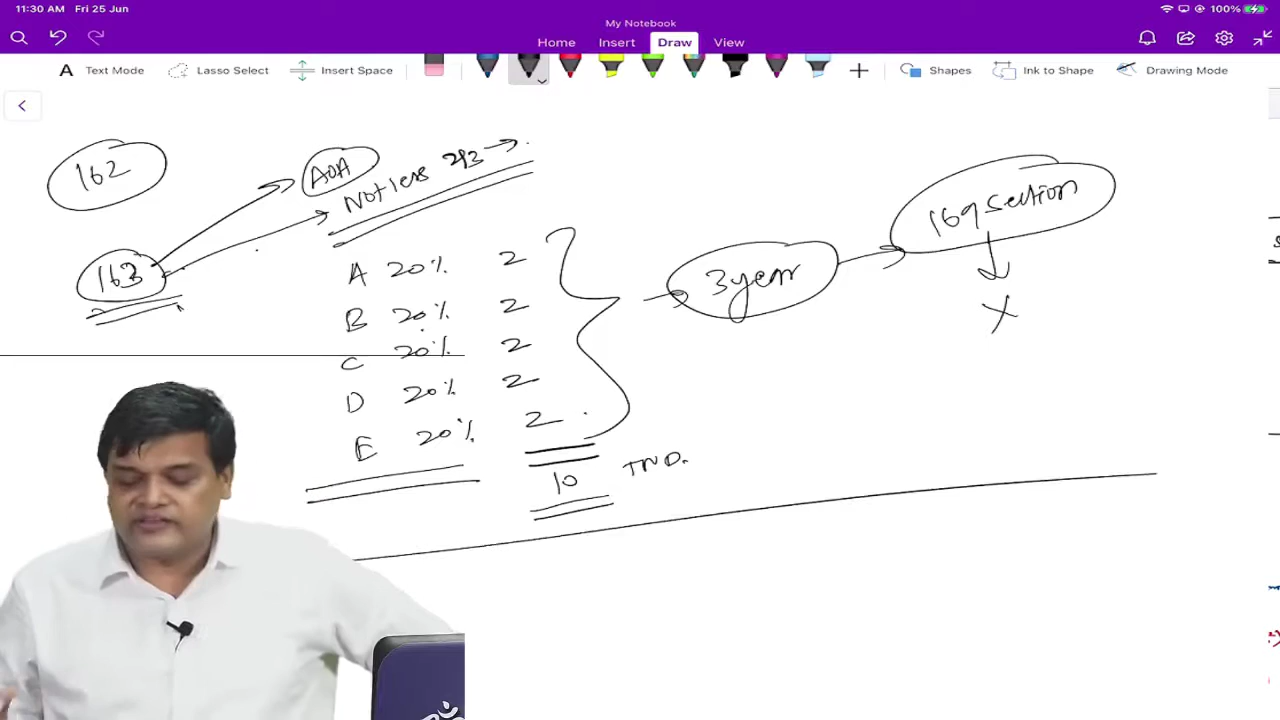 11:30 AM Fri 25 Jun
100%
My Notebook
Home Insert Draw View
A Text Mode Lasso Select Insert Space + Shapes Ink to Shape Drawing Mode
162
AOA
Not less 2/3
163
169 section
3 year
X
A 20% 2
B 20% 2
C 20% 2
D 20% 2
E 20% 2
10
IND.
ॐ